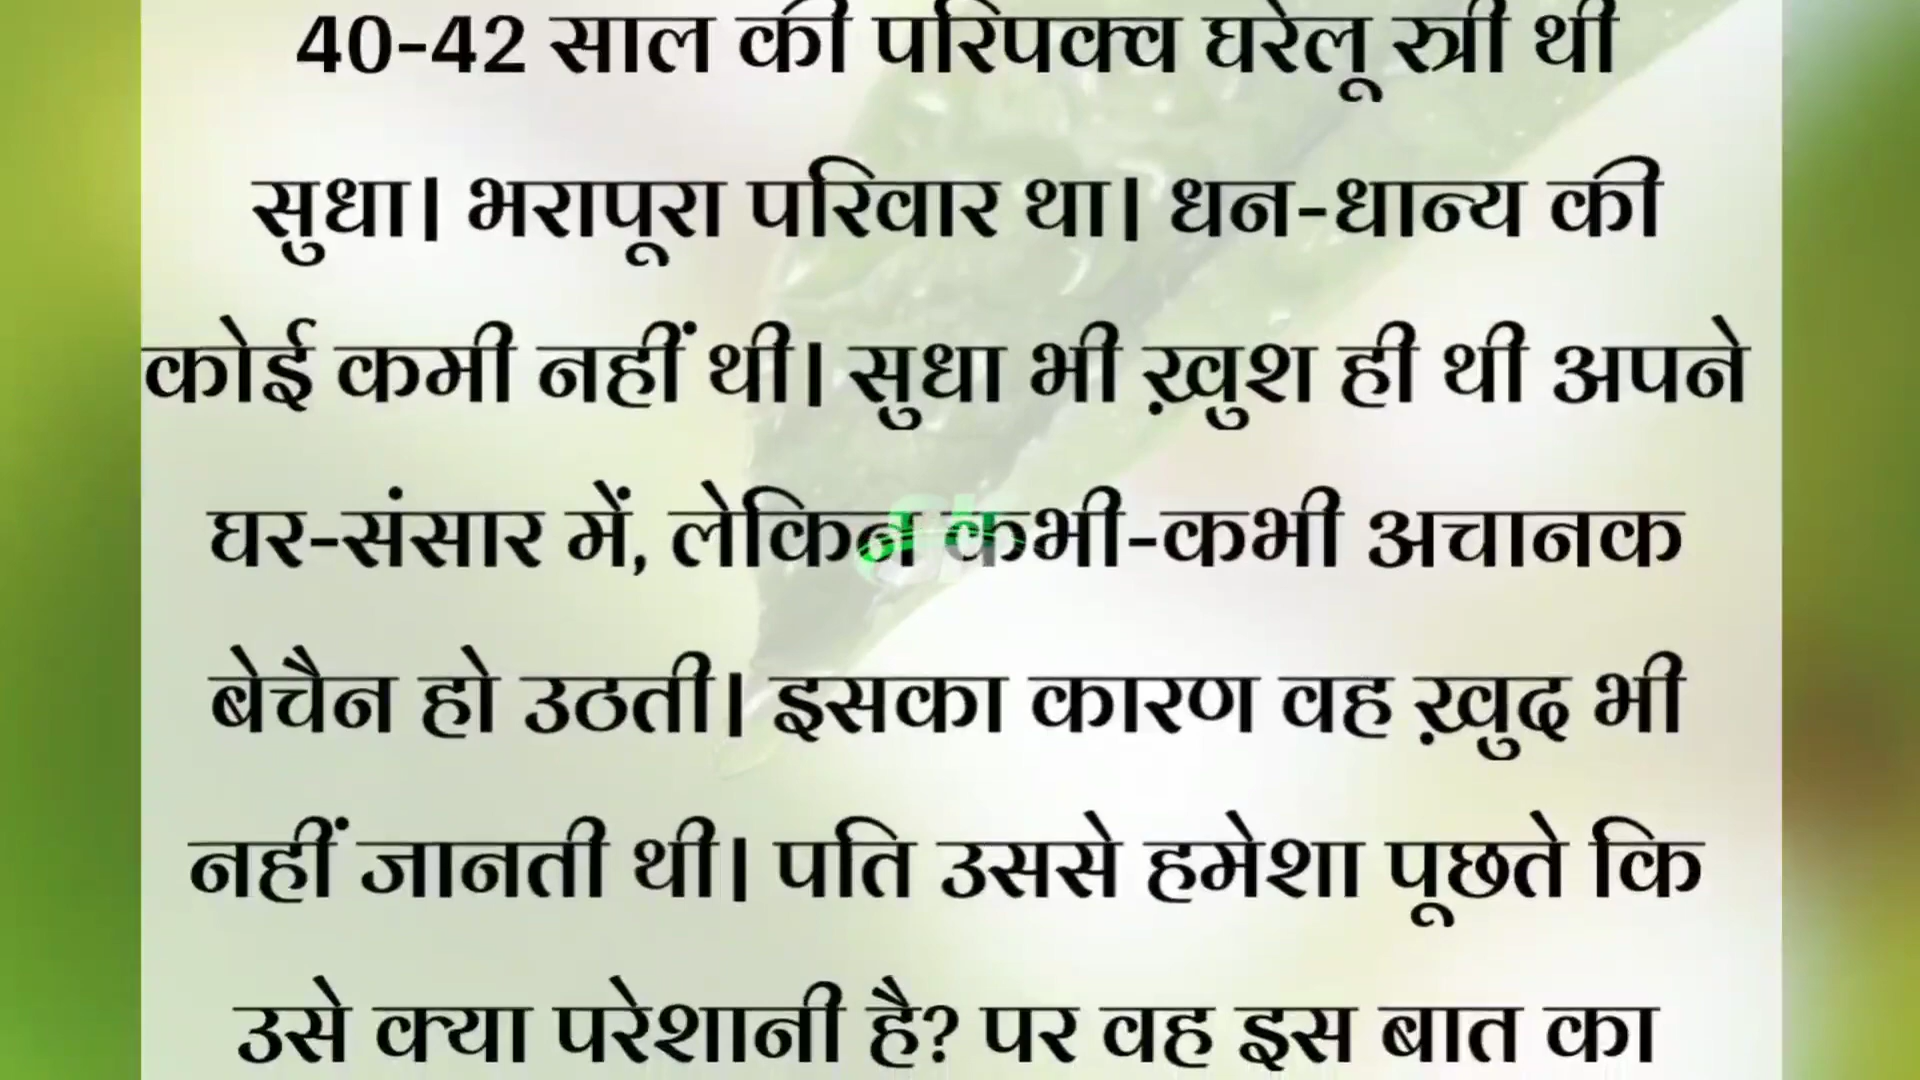 40-42 साल की परिपक्व घरेलू स्त्री थी
सुधा। भरापूरा परिवार था। धन-धान्य की
कोई कमी नहीं थी। सुधा भी ख़ुश ही थी अपने
घर-संसार में, लेकिन कभी-कभी अचानक
बेचैन हो उठती। इसका कारण वह ख़ुद भी
नहीं जानती थी। पति उससे हमेशा पूछते कि
उसे क्या परेशानी है? पर वह इस बात का